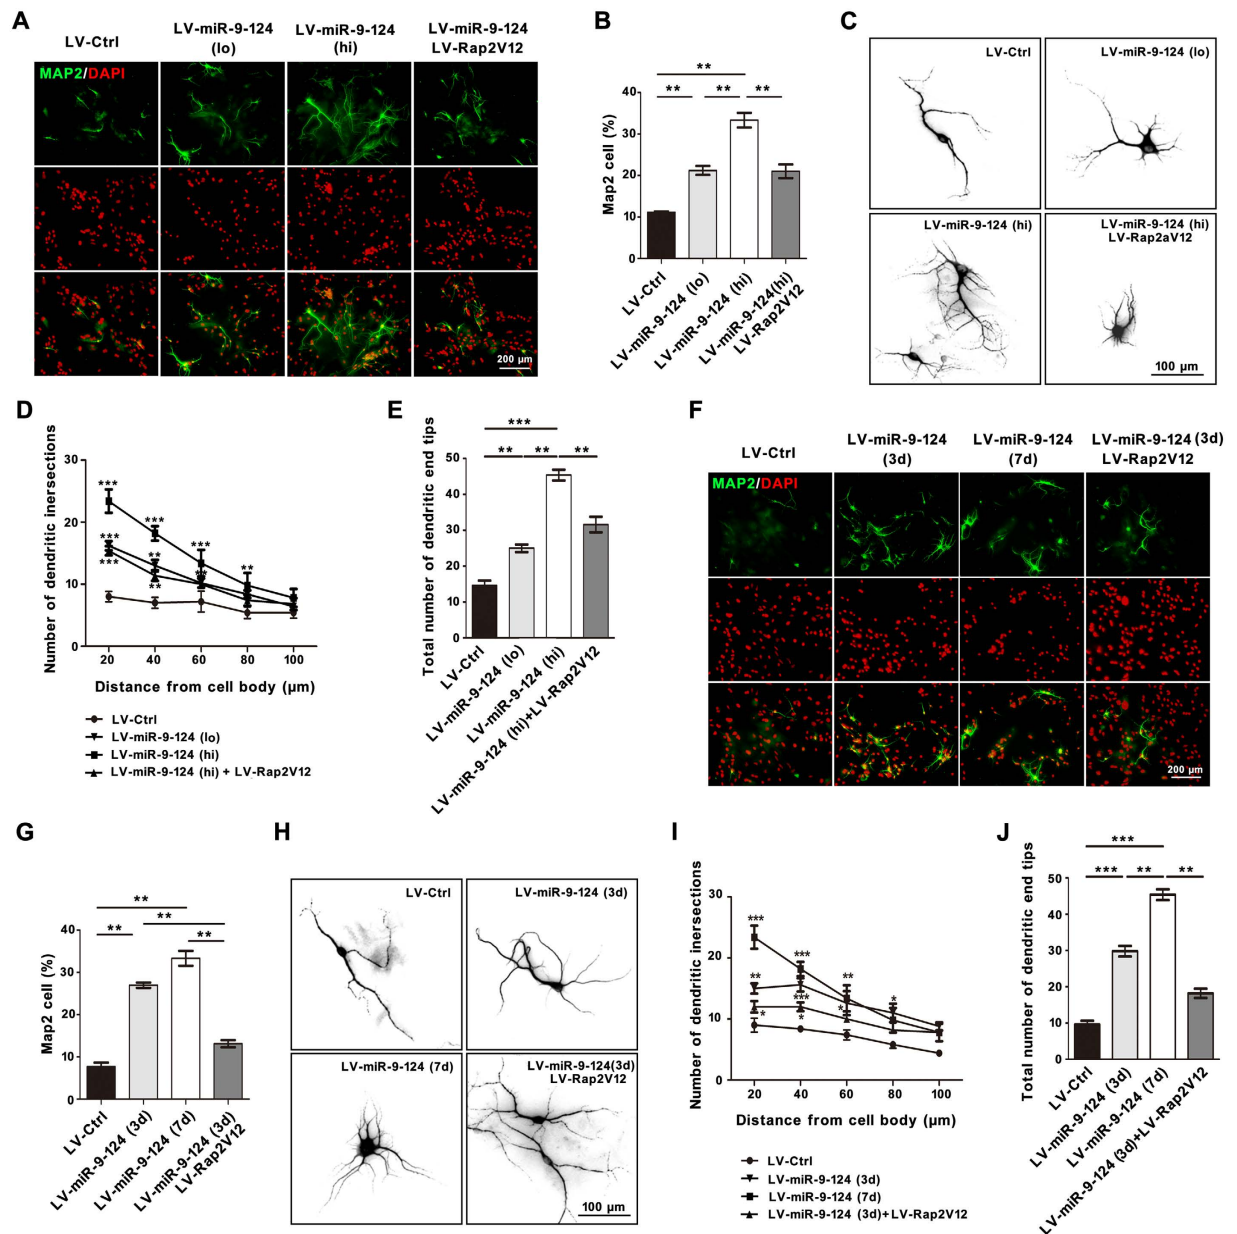 A
LV-Ctrl
LV-miR-9-124
(lo)
LV-miR-9-124
(hi)
LV-miR-9-124
LV-Rap2V12
MAP2/DAPI
200 µm
B
Map2 cell (%)
40
30
20
10
0
**
** ** **
LV-Ctrl
LV-miR-9-124 (lo)
LV-miR-9-124 (hi)
LV-miR-9-124(hi)
LV-Rap2V12
C
LV-Ctrl
LV-miR-9-124 (lo)
LV-miR-9-124 (hi)
LV-miR-9-124 (hi)
LV-Rap2aV12
100 µm
D
Number of dendritic inersections
30
20
10
0
***
***
***
**
***
**
***
**
**
20 40 60 80 100
Distance from cell body (µm)
LV-Ctrl
LV-miR-9-124 (lo)
LV-miR-9-124 (hi)
LV-miR-9-124 (hi) + LV-Rap2V12
E
Total number of dendritic end tips
50
40
30
20
10
0
***
** ** **
LV-Ctrl
LV-miR-9-124 (lo)
LV-miR-9-124 (hi)
LV-miR-9-124 (hi)+LV-Rap2V12
F
LV-Ctrl
LV-miR-9-124
(3d)
LV-miR-9-124
(7d)
LV-miR-9-124 (3d)
LV-Rap2V12
MAP2/DAPI
200 µm
G
Map2 cell (%)
40
30
20
10
0
**
**
** **
LV-Ctrl
LV-miR-9-124 (3d)
LV-miR-9-124 (7d)
LV-miR-9-124 (3d)
LV-Rap2V12
H
LV-Ctrl
LV-miR-9-124 (3d)
LV-miR-9-124 (7d)
LV-miR-9-124(3d)
LV-Rap2V12
100 µm
I
Number of dendritic inersections
30
20
10
0
***
***
**
**
*
***
*
*
*
20 40 60 80 100
Distance from cell body (µm)
LV-Ctrl
LV-miR-9-124 (3d)
LV-miR-9-124 (7d)
LV-miR-9-124 (3d)+LV-Rap2V12
J
Total number of dendritic end tips
50
40
30
20
10
0
***
*** ** **
LV-Ctrl
LV-miR-9-124 (3d)
LV-miR-9-124 (7d)
LV-miR-9-124 (3d)+LV-Rap2V12